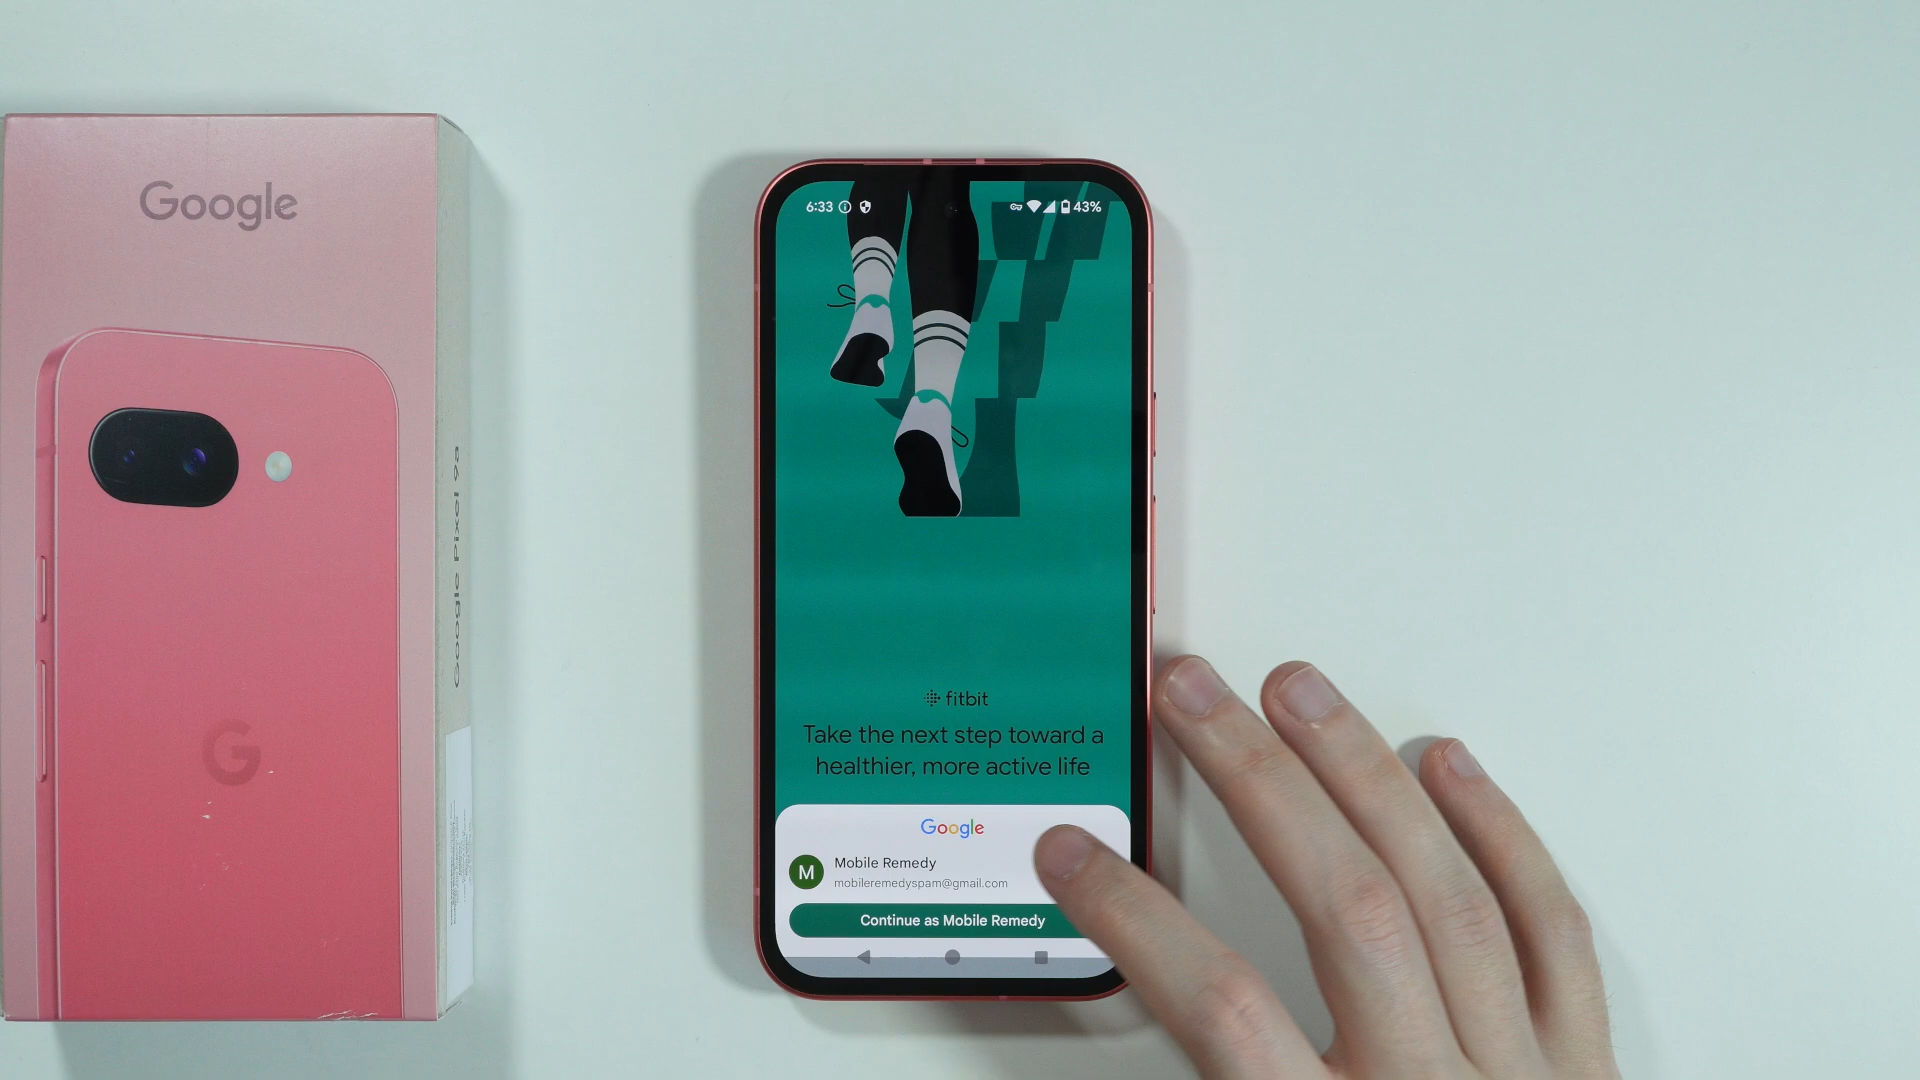 Google
G
Google Pixel 9a
6:33
43%
fitbit
Take the next step toward a
healthier, more active life
Google
M
Mobile Remedy
mobileremedyspam@gmail.com
Continue as Mobile Remedy